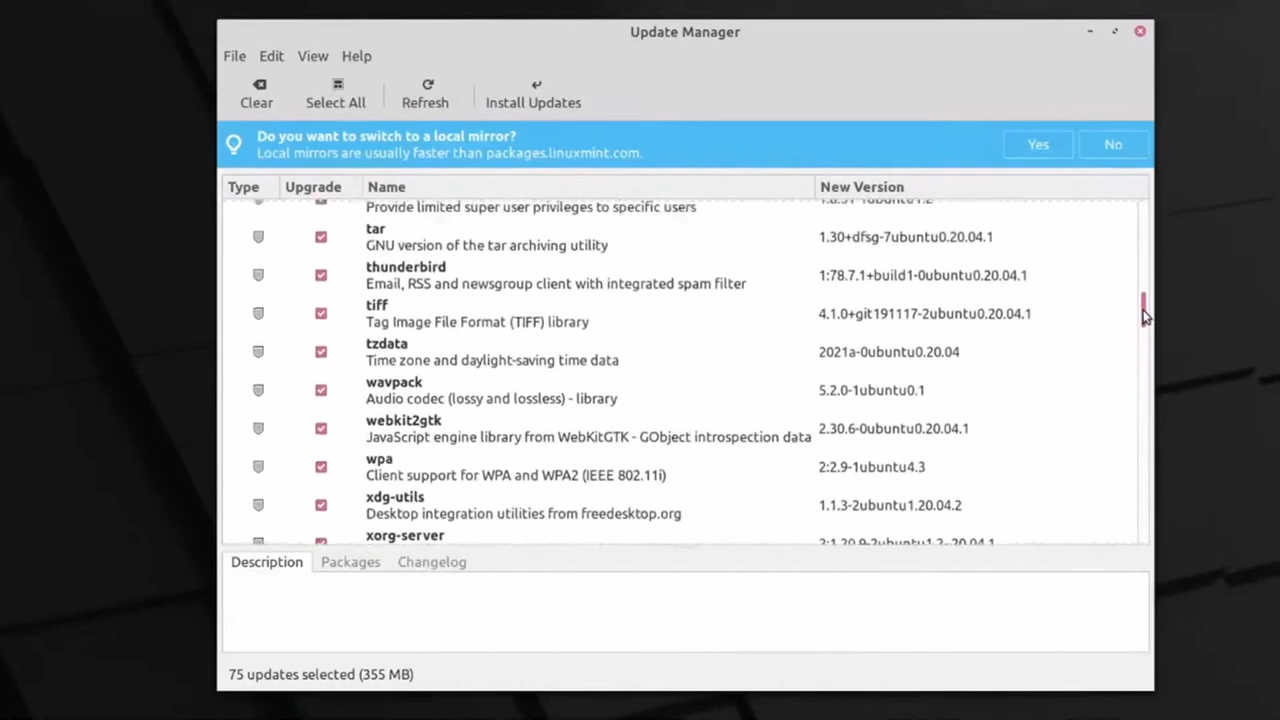 Update Manager
File Edit View Help
Clear Select All Refresh Install Updates
Do you want to switch to a local mirror?
Local mirrors are usually faster than packages.linuxmint.com.
Yes No
Type Upgrade Name New Version
Provide limited super user privileges to specific users
tar
GNU version of the tar archiving utility
1.30+dfsg-7ubuntu0.20.04.1
thunderbird
Email, RSS and newsgroup client with integrated spam filter
1:78.7.1+build1-0ubuntu0.20.04.1
tiff
Tag Image File Format (TIFF) library
4.1.0+git191117-2ubuntu0.20.04.1
tzdata
Time zone and daylight-saving time data
2021a-0ubuntu0.20.04
wavpack
Audio codec (lossy and lossless) - library
5.2.0-1ubuntu0.1
webkit2gtk
JavaScript engine library from WebKitGTK - GObject introspection data
2.30.6-0ubuntu0.20.04.1
wpa
Client support for WPA and WPA2 (IEEE 802.11i)
2:2.9-1ubuntu4.3
xdg-utils
Desktop integration utilities from freedesktop.org
1.1.3-2ubuntu1.20.04.2
xorg-server
2:1.20.9-2ubuntu1.2~20.04.1
Description Packages Changelog
75 updates selected (355 MB)